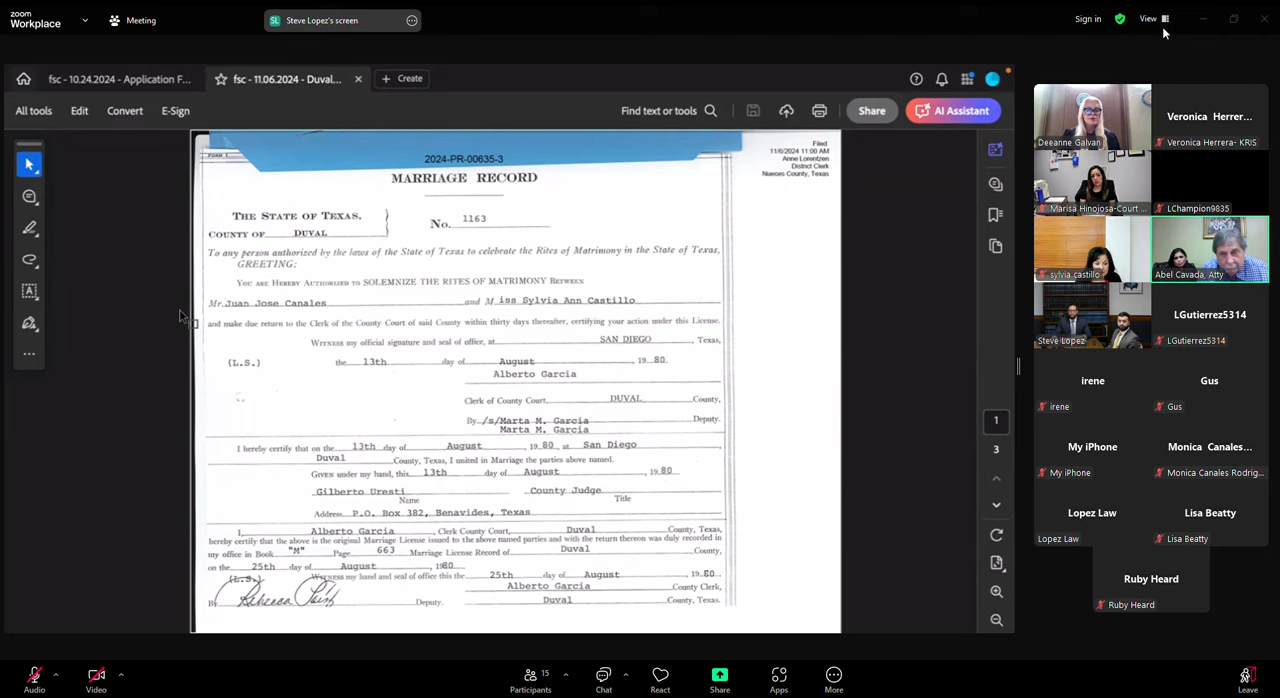 zoom
Workplace
Meeting
SL Steve Lopez's screen
Sign in
View
fsc - 10.24.2024 - Application F...
fsc - 11.06.2024 - Duval...
Create
All tools
Edit
Convert
E-Sign
Find text or tools
Share
AI Assistant
FORM 1
2024-PR-00635-3
Filed
11/6/2024 11:00 AM
Anne Lorentzen
District Clerk
Nueces County, Texas
MARRIAGE RECORD
THE STATE OF TEXAS,
COUNTY OF DUVAL
No. 1163
To any person authorized by the laws of the State of Texas to celebrate the Rites of Matrimony in the State of Texas,
GREETING:
YOU ARE HEREBY AUTHORIZED TO SOLEMNIZE THE RITES OF MATRIMONY BETWEEN
Mr. Juan Jose Canales and Miss Sylvia Ann Castillo
and make due return to the Clerk of the County Court of said County within thirty days thereafter, certifying your action under this License.
WITNESS my official signature and seal of office, at SAN DIEGO, Texas,
(L.S.) the 13th day of August, 1980
Alberto Garcia
Clerk of County Court, DUVAL County,
By /s/Marta M. Garcia Deputy.
Marta M. Garcia
I hereby certify that on the 13th day of August, 1980, at San Diego,
Duval County, Texas, I united in Marriage the parties above named.
GIVEN under my hand, this 13th day of August, 1980
Gilberto Uresti County Judge
Name Title
Address P.O. Box 382, Benavides, Texas
I, Alberto Garcia, Clerk County Court, Duval County, Texas,
hereby certify that the above is the original Marriage License issued to the above named parties and with the return thereon was duly recorded in
my office in Book "M" Page 663 Marriage License Record of Duval County,
on the 25th day of August, 1980
(L.S.) Witness my hand and seal of office this the 25th day of August, 1980
Alberto Garcia County Clerk,
By Deputy. Duval County, Texas.
1
3
Deeanne Galvan
Veronica Herrer...
Veronica Herrera- KRIS
Marisa Hinojosa-Court ...
LChampion9835
sylvia castillo
Abel Cavada, Atty
Steve Lopez
LGutierrez5314
LGutierrez5314
irene
irene
Gus
Gus
My iPhone
My iPhone
Monica Canales...
Monica Canales Rodrig...
Lopez Law
Lopez Law
Lisa Beatty
Lisa Beatty
Ruby Heard
Ruby Heard
Audio
Video
Participants
15
Chat
React
Share
Apps
More
Leave